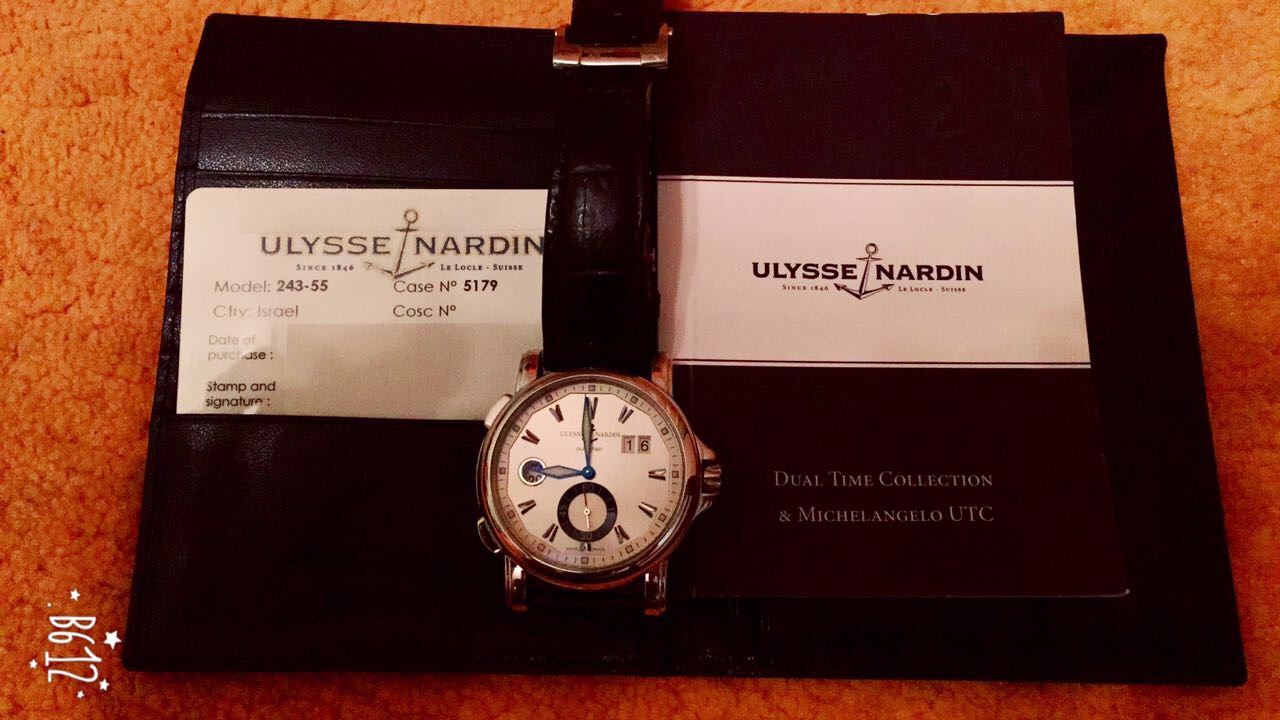 ULYSSE NARDIN
SINCE 1846 LE LOCLE - SUISSE
Model: 243-55 Case Nº 5179
Ctry: Israel Cosc Nº
Date of
purchase :
Stamp and
signature :
ULYSSE NARDIN
SINCE 1846 LE LOCLE - SUISSE
DUAL TIME COLLECTION
& MICHELANGELO UTC
ULYSSE NARDIN
16
60
30
B612